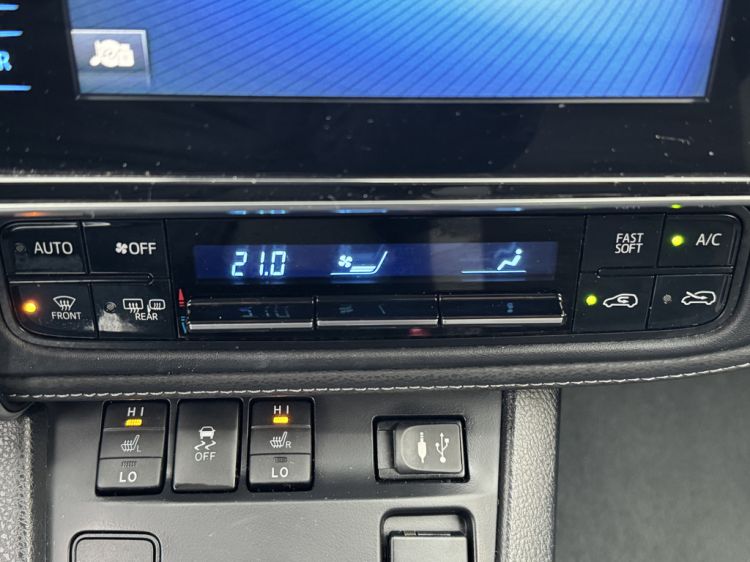 R
AUTO
OFF
21.0
FAST
SOFT
A/C
FRONT
REAR
HI
L
LO
OFF
HI
R
LO